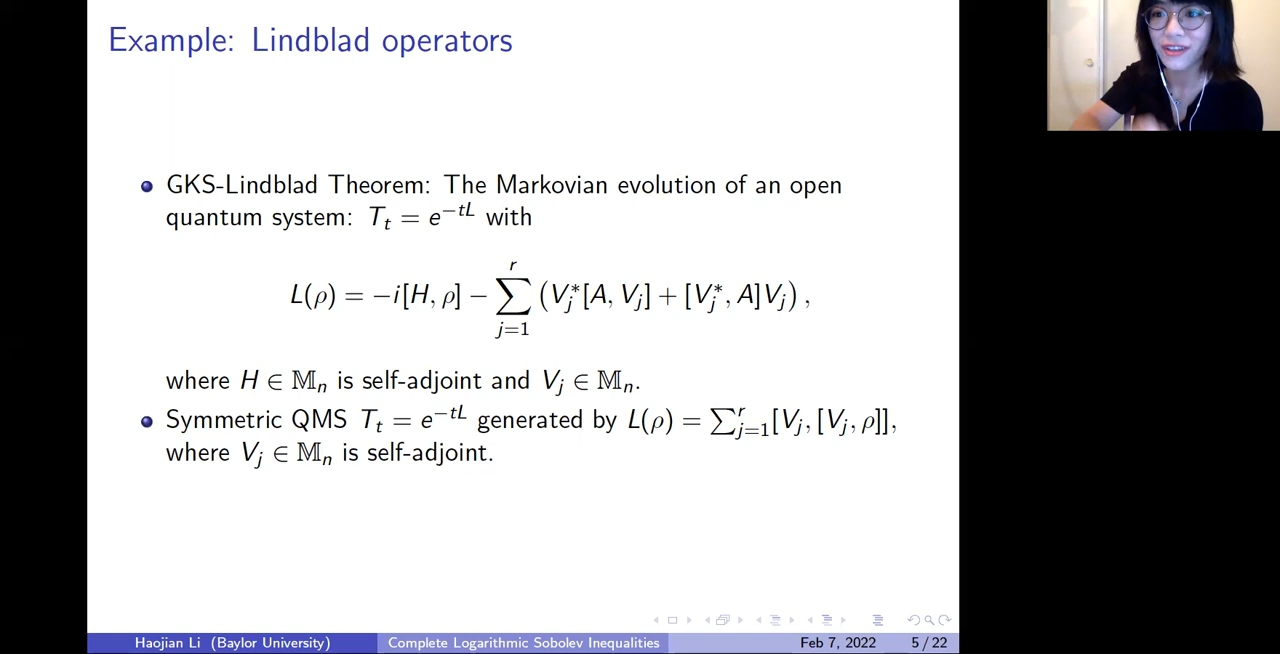 Example: Lindblad operators
GKS-Lindblad Theorem: The Markovian evolution of an open
quantum system: T_t = e^{-tL} with
L(ρ) = −i[H, ρ] − ∑_{j=1}^{r} (V_j^*[A, V_j] + [V_j^*, A]V_j) ,
where H ∈ 𝕄_n is self-adjoint and V_j ∈ 𝕄_n.
Symmetric QMS T_t = e^{-tL} generated by L(ρ) = ∑_{j=1}^{r}[V_j, [V_j, ρ]],
where V_j ∈ 𝕄_n is self-adjoint.
Haojian Li (Baylor University) Complete Logarithmic Sobolev Inequalities Feb 7, 2022 5 / 22